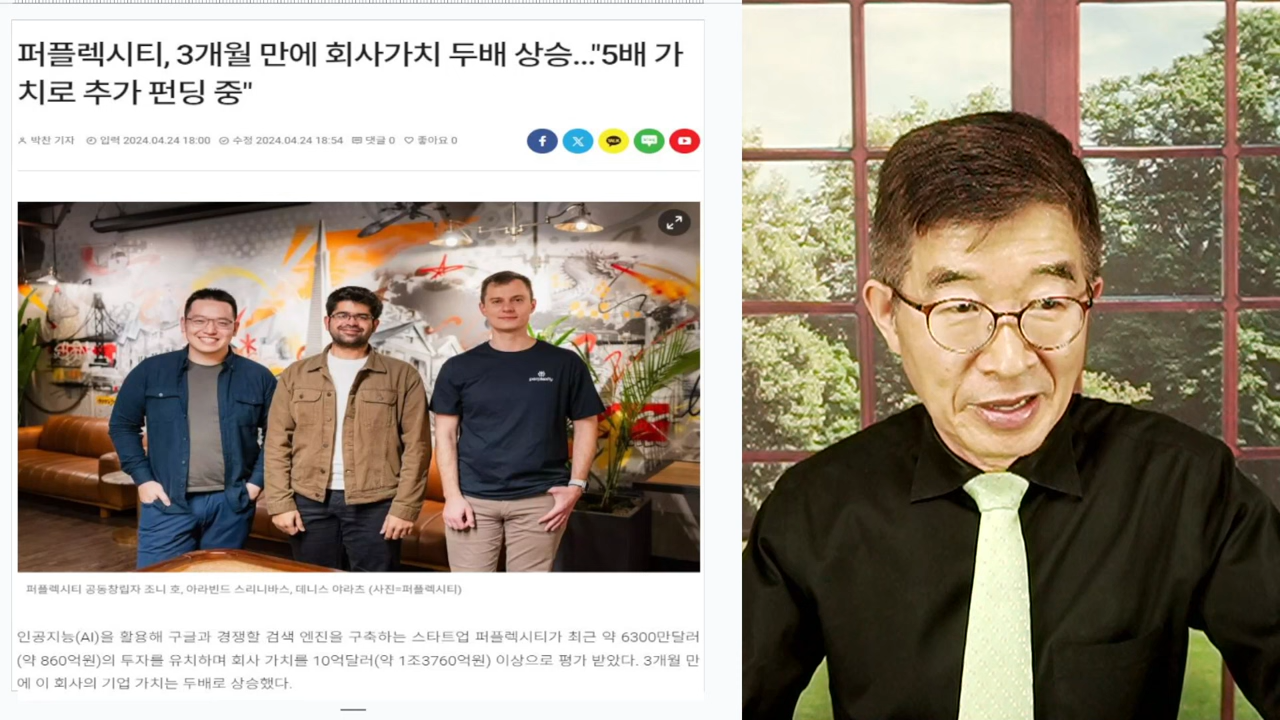 퍼플렉시티, 3개월 만에 회사가치 두배 상승..."5배 가
치로 추가 펀딩 중"
박찬 기자 입력 2024.04.24 18:00 수정 2024.04.24 18:54 댓글 0 좋아요 0
perplexity
퍼플렉시티 공동창립자 조니 호, 아라빈드 스리니바스, 데니스 야라츠 (사진=퍼플렉시티)
인공지능(AI)을 활용해 구글과 경쟁할 검색 엔진을 구축하는 스타트업 퍼플렉시티가 최근 약 6300만달러
(약 860억원)의 투자를 유치하며 회사 가치를 10억달러(약 1조3760억원) 이상으로 평가 받았다. 3개월 만
에 이 회사의 기업 가치는 두배로 상승했다.